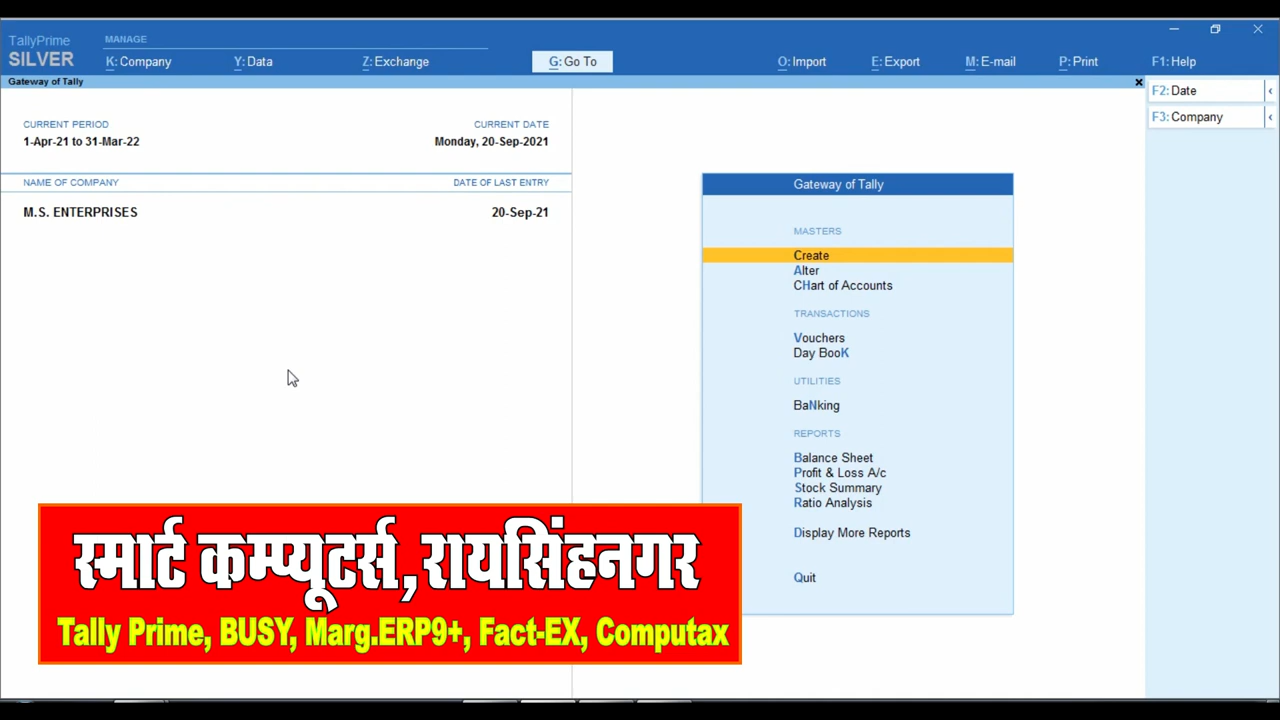 TallyPrime
SILVER
MANAGE
K: Company
Y: Data
Z: Exchange
G: Go To
O: Import
E: Export
M: E-mail
P: Print
F1: Help
Gateway of Tally
F2: Date
F3: Company
CURRENT PERIOD
CURRENT DATE
1-Apr-21 to 31-Mar-22
Monday, 20-Sep-2021
NAME OF COMPANY
DATE OF LAST ENTRY
M.S. ENTERPRISES
20-Sep-21
Gateway of Tally
MASTERS
Create
Alter
CHart of Accounts
TRANSACTIONS
Vouchers
Day BooK
UTILITIES
BaNking
REPORTS
Balance Sheet
Profit & Loss A/c
Stock Summary
Ratio Analysis
Display More Reports
Quit
स्मार्ट कम्प्यूटर्स,रायसिंहनगर
Tally Prime, BUSY, Marg.ERP9+, Fact-EX, Computax